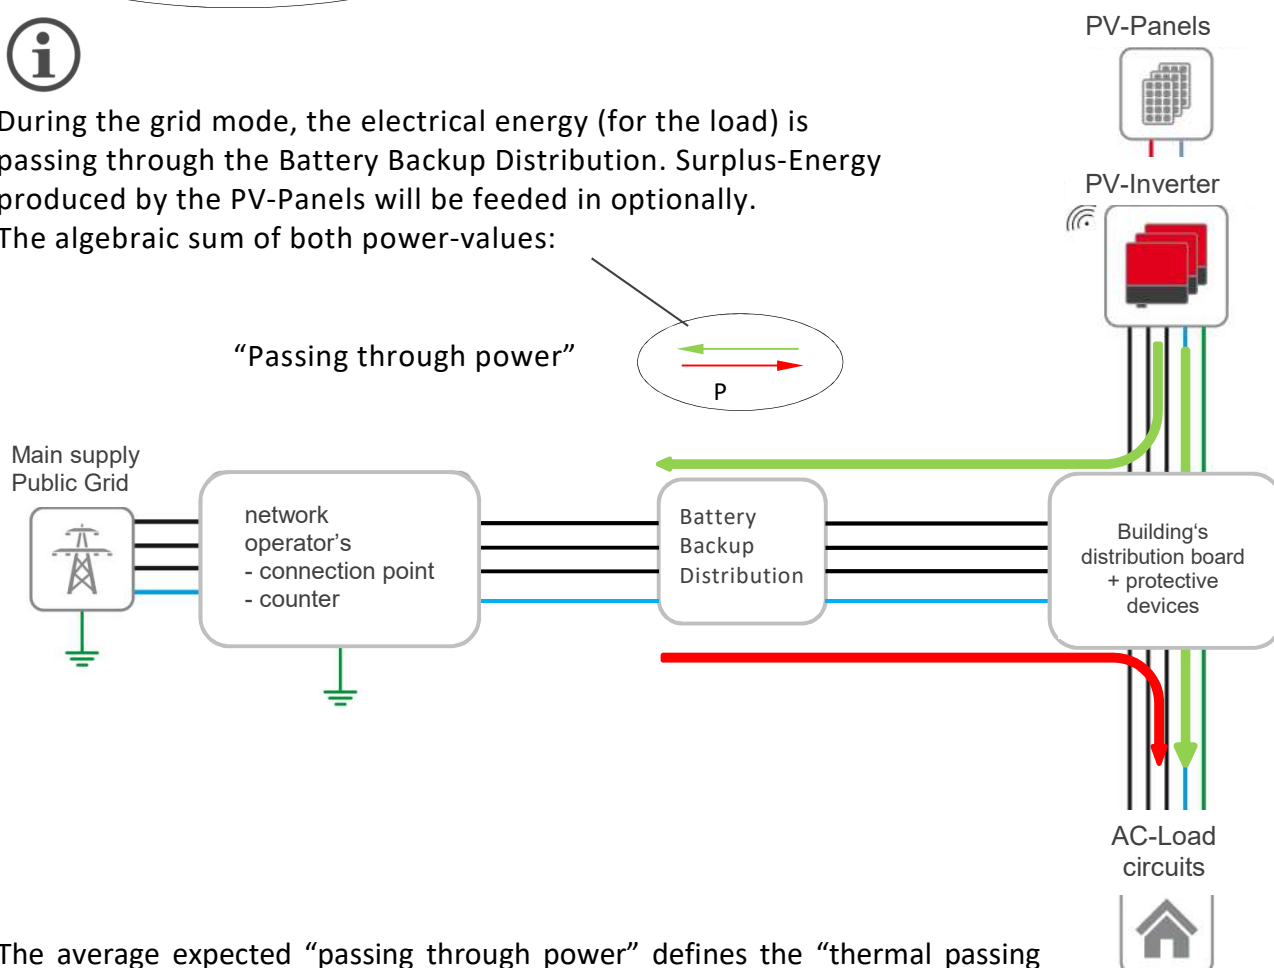 PV-Panels
During the grid mode, the electrical energy (for the load) is
passing through the Battery Backup Distribution. Surplus-Energy
produced by the PV-Panels will be feeded in optionally.
The algebraic sum of both power-values:
PV-Inverter
“Passing through power”
P
Main supply
Public Grid
network
operator’s
- connection point
- counter
Battery
Backup
Distribution
Building‘s
distribution board
+ protective
devices
AC-Load
circuits
The average expected “passing through power” defines the “thermal passing